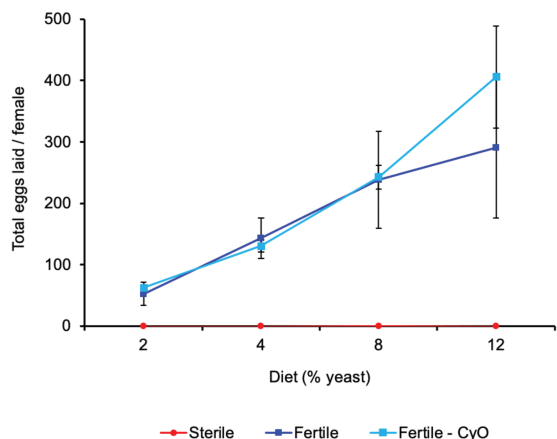 500
400
300
200
100
0
Total eggs laid / female
2 4 8 12
Diet (% yeast)
Sterile Fertile Fertile - CyO